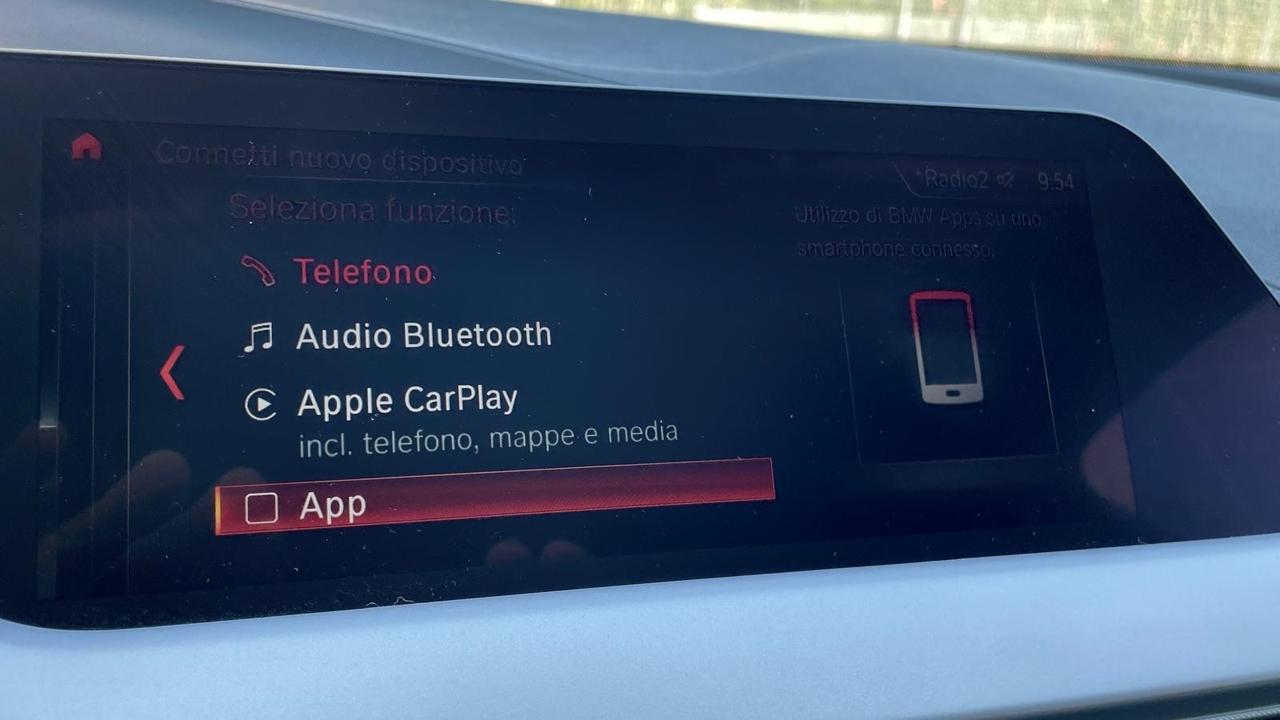 Connetti nuovo dispositivo
*Radio2 9:54
Seleziona funzione:
Utilizzo di BMW Apps su uno
smartphone connesso.
Telefono
Audio Bluetooth
Apple CarPlay
incl. telefono, mappe e media
App